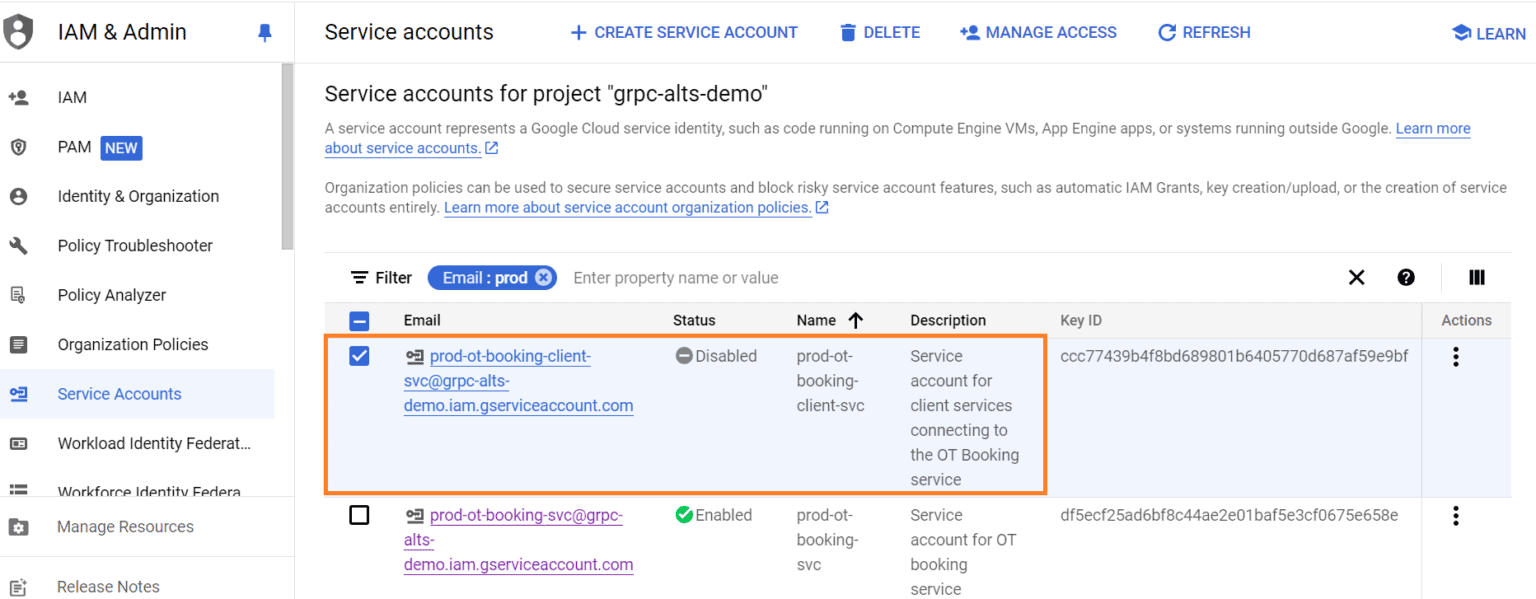 IAM & Admin
Service accounts
CREATE SERVICE ACCOUNT
DELETE
MANAGE ACCESS
REFRESH
LEARN
IAM
PAM NEW
Identity & Organization
Policy Troubleshooter
Policy Analyzer
Organization Policies
Service Accounts
Workload Identity Federat...
Workforce Identity Federa
Manage Resources
Release Notes
Service accounts for project "grpc-alts-demo"
A service account represents a Google Cloud service identity, such as code running on Compute Engine VMs, App Engine apps, or systems running outside Google. Learn more
about service accounts.
Organization policies can be used to secure service accounts and block risky service account features, such as automatic IAM Grants, key creation/upload, or the creation of service
accounts entirely. Learn more about service account organization policies.
Filter Email : prod Enter property name or value
Email Status Name Description Key ID Actions
prod-ot-booking-client- Disabled prod-ot- Service ccc77439b4f8bd689801b6405770d687af59e9bf
svc@grpc-alts- booking- account for
demo.iam.gserviceaccount.com client-svc client services
connecting to
the OT Booking
service
prod-ot-booking-svc@grpc- Enabled prod-ot- Service df5ecf25ad6bf8c44ae2e01baf5e3cf0675e658e
alts- booking- account for OT
demo.iam.gserviceaccount.com svc booking
service